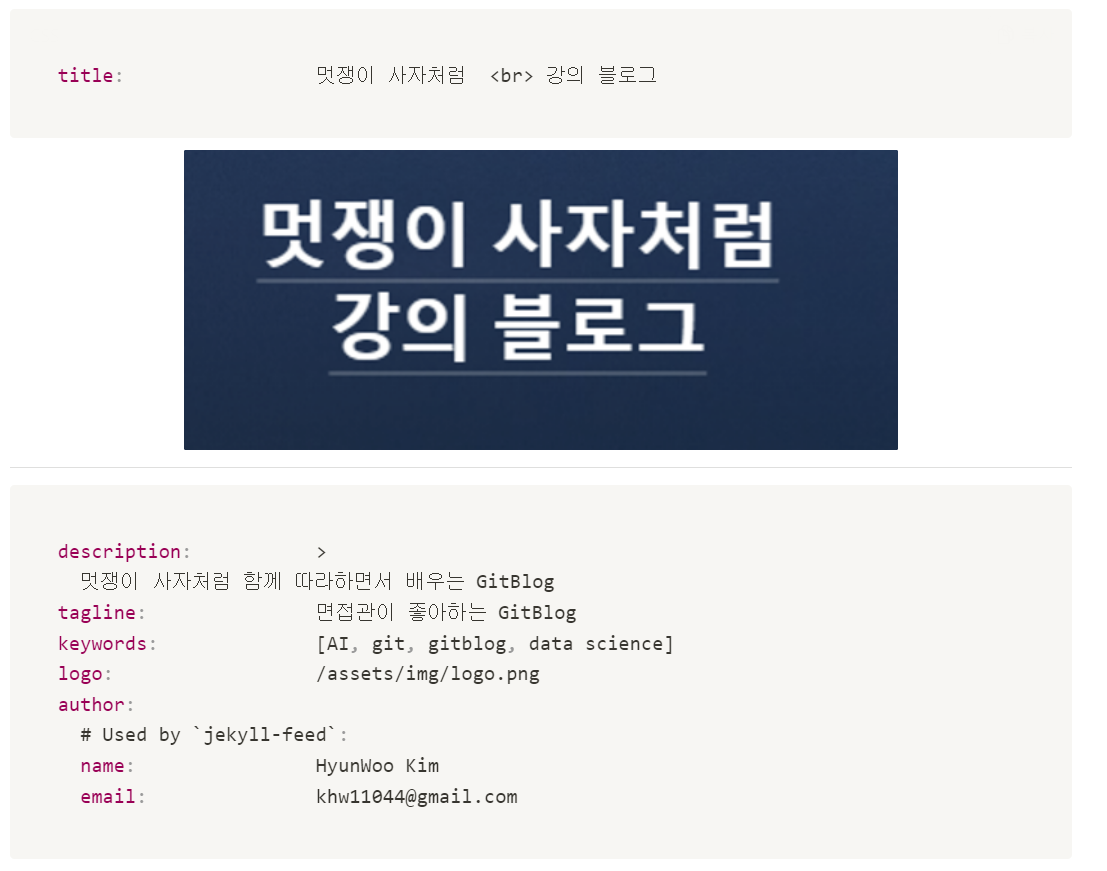 title: 멋쟁이 사자처럼 <br> 강의 블로그
멋쟁이 사자처럼
강의 블로그
description: >
멋쟁이 사자처럼 함께 따라하면서 배우는 GitBlog
tagline: 면접관이 좋아하는 GitBlog
keywords: [AI, git, gitblog, data science]
logo: /assets/img/logo.png
author:
# Used by `jekyll-feed`:
name: HyunWoo Kim
email: khw11044@gmail.com